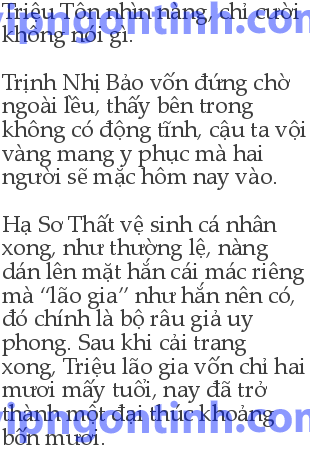 Triệu Tôn nhìn nàng, chỉ cười
không nói gì.
Trịnh Nhị Bảo vốn đứng chờ
ngoài lều, thấy bên trong
không có động tĩnh, cậu ta vội
vàng mang y phục mà hai
người sẽ mặc hôm nay vào.
Hạ Sơ Thất vệ sinh cá nhân
xong, như thường lệ, nàng
dán lên mặt hắn cái mác riêng
mà “lão gia” như hắn nên có,
đó chính là bộ râu giả uy
phong. Sau khi cải trang
xong, Triệu lão gia vốn chỉ hai
mươi mấy tuổi, nay đã trở
thành một đại thúc khoảng
bốn mươi.
vipngontinh.com
vipngontinh.com